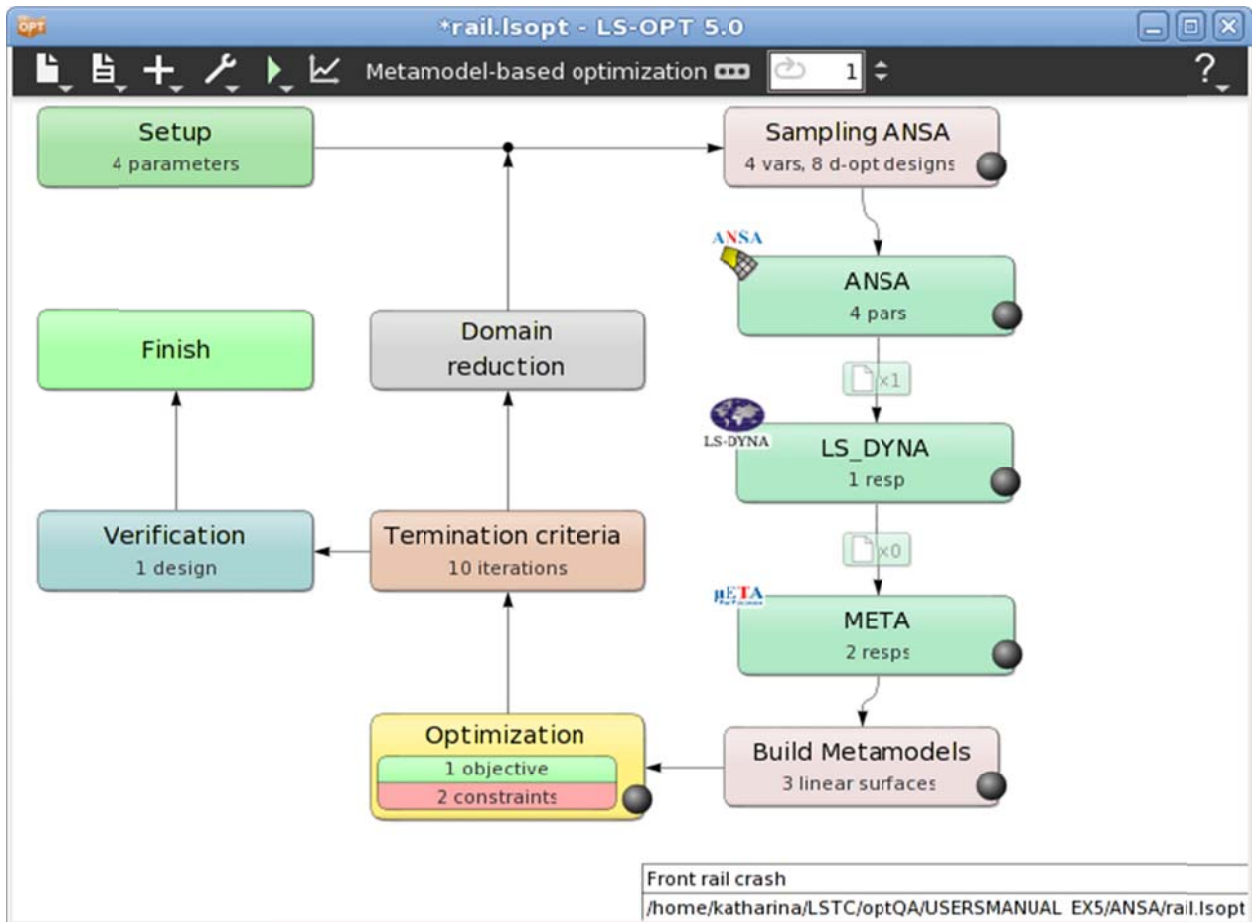 OPT
*rail.lsopt - LS-OPT 5.0
Metamodel-based optimization
1
?
Setup
4 parameters
Sampling ANSA
4 vars, 8 d-opt designs
ANSA
ANSA
4 pars
Finish
Domain
reduction
x1
LS-DYNA
LS_DYNA
1 resp
Verification
1 design
Termination criteria
10 iterations
x0
µETA
META
2 resps
Optimization
1 objective
2 constraints
Build Metamodels
3 linear surfaces
Front rail crash
/home/katharina/LSTC/optQA/USERSMANUAL_EX5/ANSA/rail.lsopt